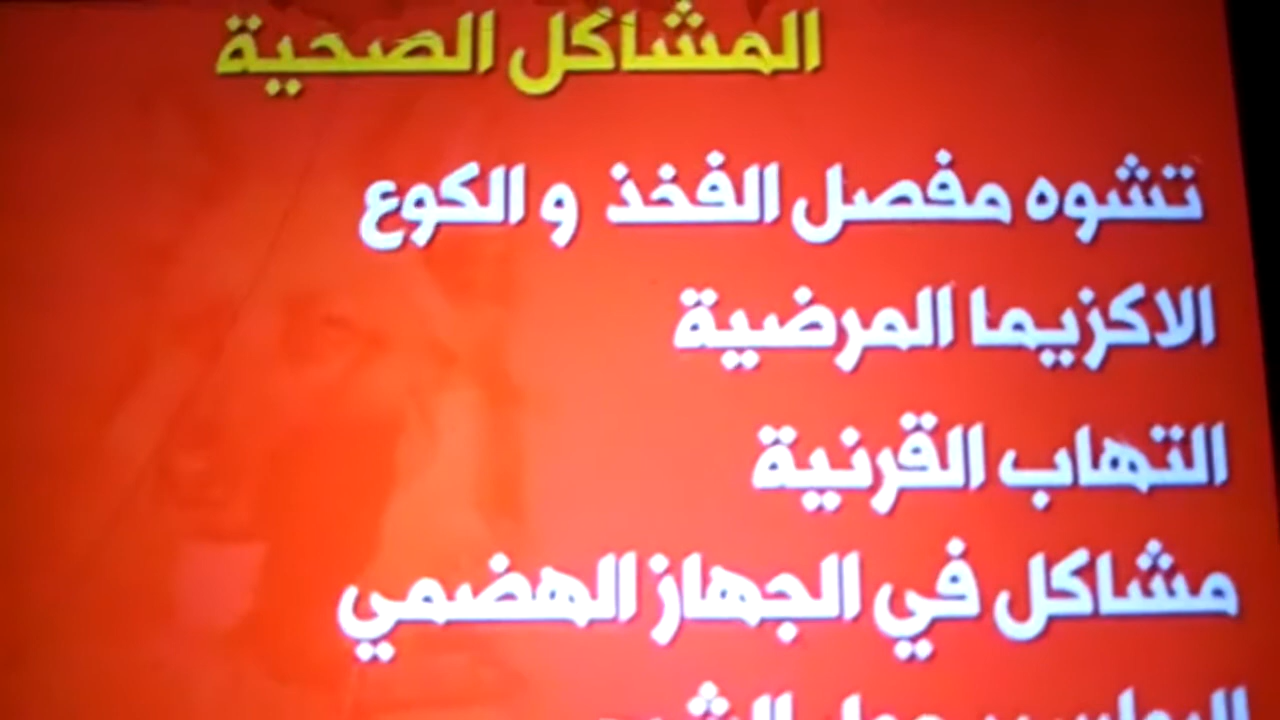 المشاكل الصحية
تشوه مفصل الفخذ و الكوع
الاكزيما المرضية
التهاب القرنية
مشاكل في الجهاز الهضمي